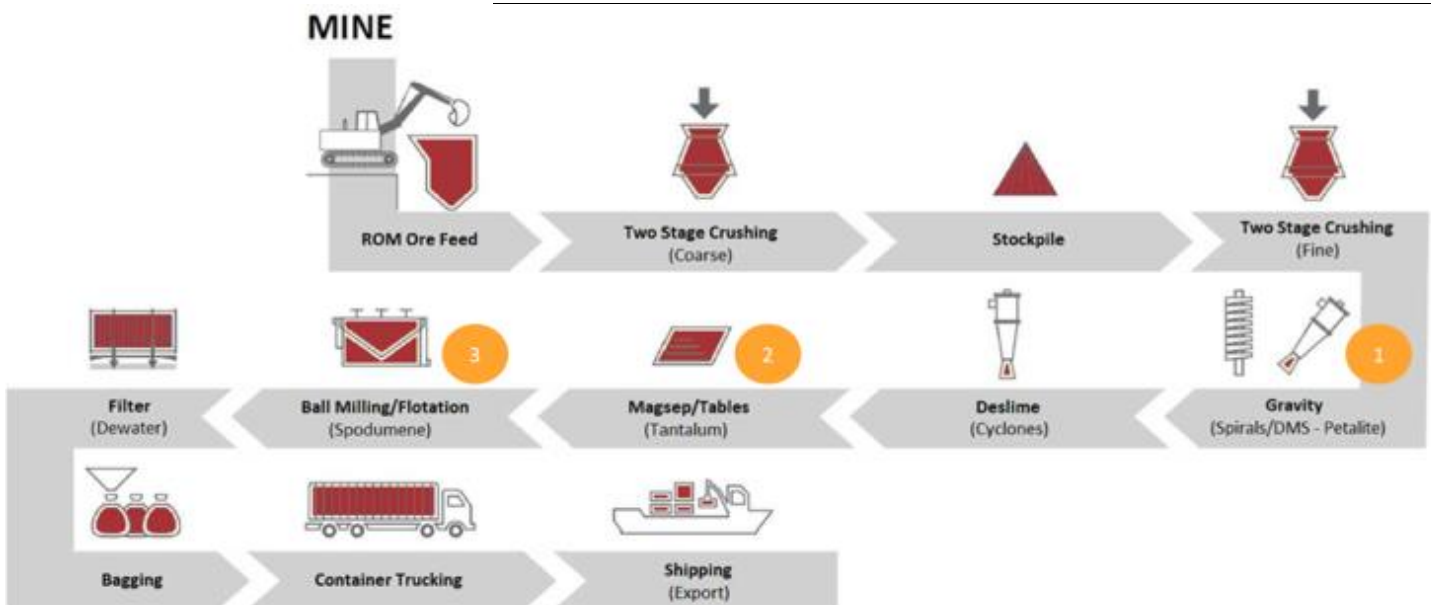 MINE
ROM Ore Feed
Two Stage Crushing
(Coarse)
Stockpile
Two Stage Crushing
(Fine)
3
2
1
Filter
(Dewater)
Ball Milling/Flotation
(Spodumene)
Magsep/Tables
(Tantalum)
Deslime
(Cyclones)
Gravity
(Spirals/DMS - Petalite)
Bagging
Container Trucking
Shipping
(Export)